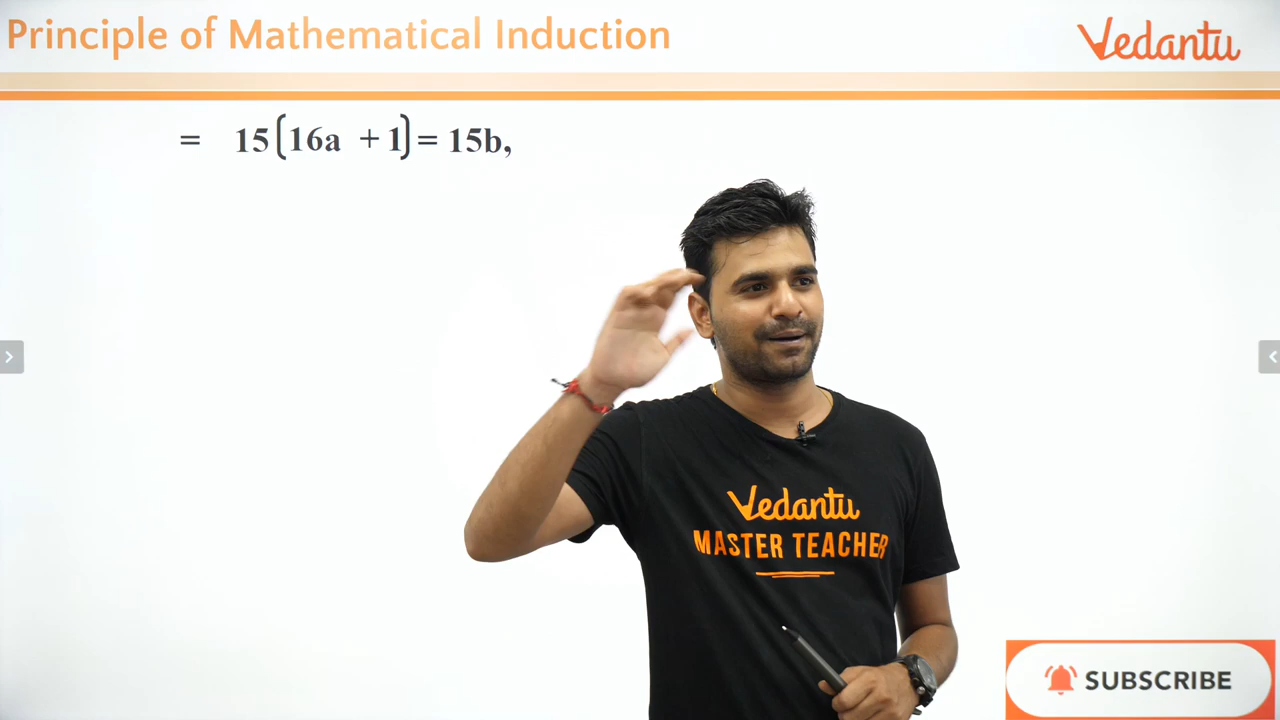 Principle of Mathematical Induction
Vedantu
= 15(16a + 1) = 15b,
Vedantu
MASTER TEACHER
SUBSCRIBE